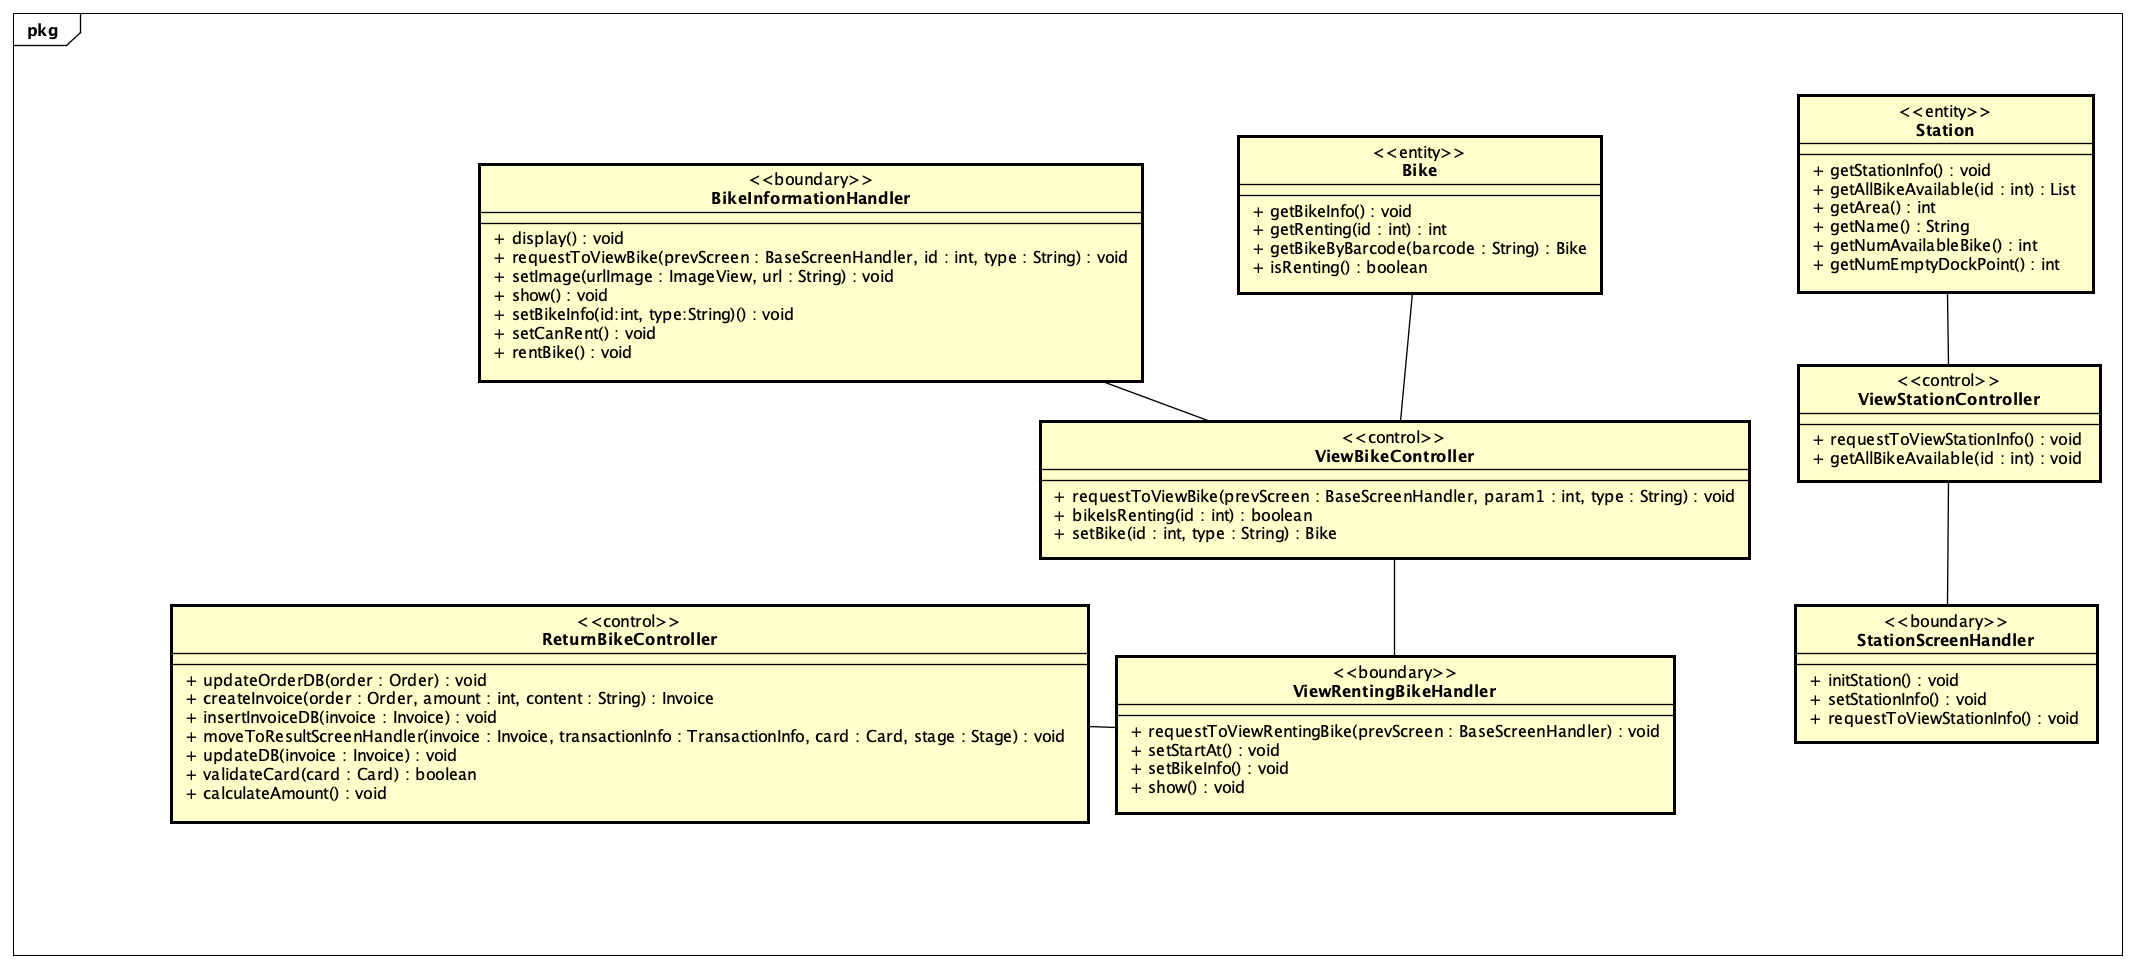 pkg
<<boundary>>
BikeInformationHandler
+ display() : void
+ requestToViewBike(prevScreen : BaseScreenHandler, id : int, type : String) : void
+ setImage(urlImage : ImageView, url : String) : void
+ show() : void
+ setBikeInfo(id:int, type:String)() : void
+ setCanRent() : void
+ rentBike() : void
<<entity>>
Bike
+ getBikeInfo() : void
+ getRenting(id : int) : int
+ getBikeByBarcode(barcode : String) : Bike
+ isRenting() : boolean
<<entity>>
Station
+ getStationInfo() : void
+ getAllBikeAvailable(id : int) : List
+ getArea() : int
+ getName() : String
+ getNumAvailableBike() : int
+ getNumEmptyDockPoint() : int
<<control>>
ViewStationController
+ requestToViewStationInfo() : void
+ getAllBikeAvailable(id : int) : void
<<control>>
ViewBikeController
+ requestToViewBike(prevScreen : BaseScreenHandler, param1 : int, type : String) : void
+ bikeIsRenting(id : int) : boolean
+ setBike(id : int, type : String) : Bike
<<control>>
ReturnBikeController
+ updateOrderDB(order : Order) : void
+ createInvoice(order : Order, amount : int, content : String) : Invoice
+ insertInvoiceDB(invoice : Invoice) : void
+ moveToResultScreenHandler(invoice : Invoice, transactionInfo : TransactionInfo, card : Card, stage : Stage) : void
+ updateDB(invoice : Invoice) : void
+ validateCard(card : Card) : boolean
+ calculateAmount() : void
<<boundary>>
ViewRentingBikeHandler
+ requestToViewRentingBike(prevScreen : BaseScreenHandler) : void
+ setStartAt() : void
+ setBikeInfo() : void
+ show() : void
<<boundary>>
StationScreenHandler
+ initStation() : void
+ setStationInfo() : void
+ requestToViewStationInfo() : void